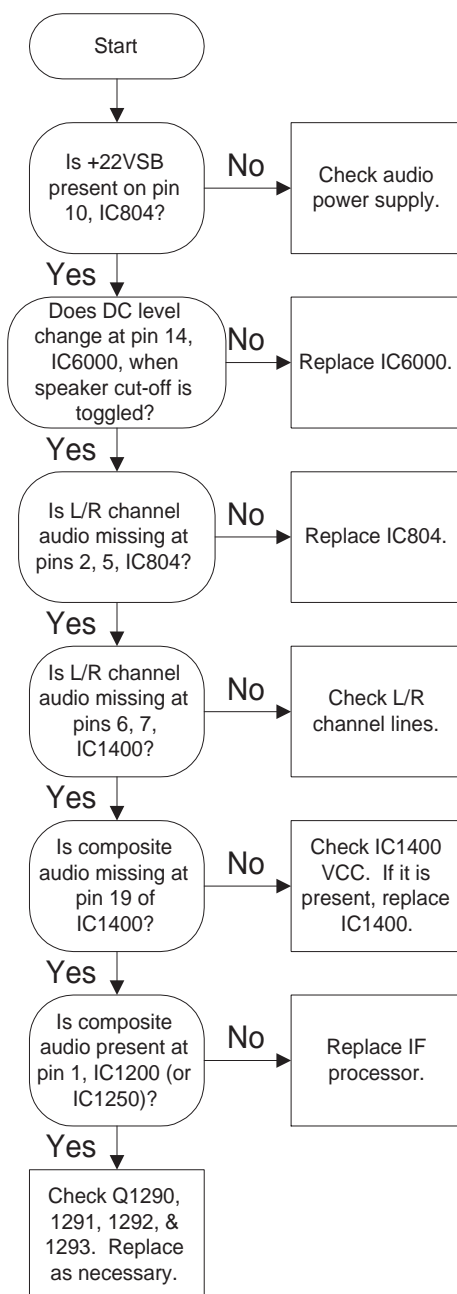 Start
Is +22VSB
present on pin
10, IC804?
No
Check audio
power supply.
Yes
Does DC level
change at pin 14,
IC6000, when
speaker cut-off is
toggled?
No
Replace IC6000.
Yes
Is L/R channel
audio missing at
pins 2, 5, IC804?
No
Replace IC804.
Yes
Is L/R channel
audio missing at
pins 6, 7,
IC1400?
No
Check L/R
channel lines.
Yes
Is composite
audio missing at
pin 19 of
IC1400?
No
Check IC1400
VCC. If it is
present, replace
IC1400.
Yes
Is composite
audio present at
pin 1, IC1200 (or
IC1250)?
No
Replace IF
processor.
Yes
Check Q1290,
1291, 1292, &
1293. Replace
as necessary.